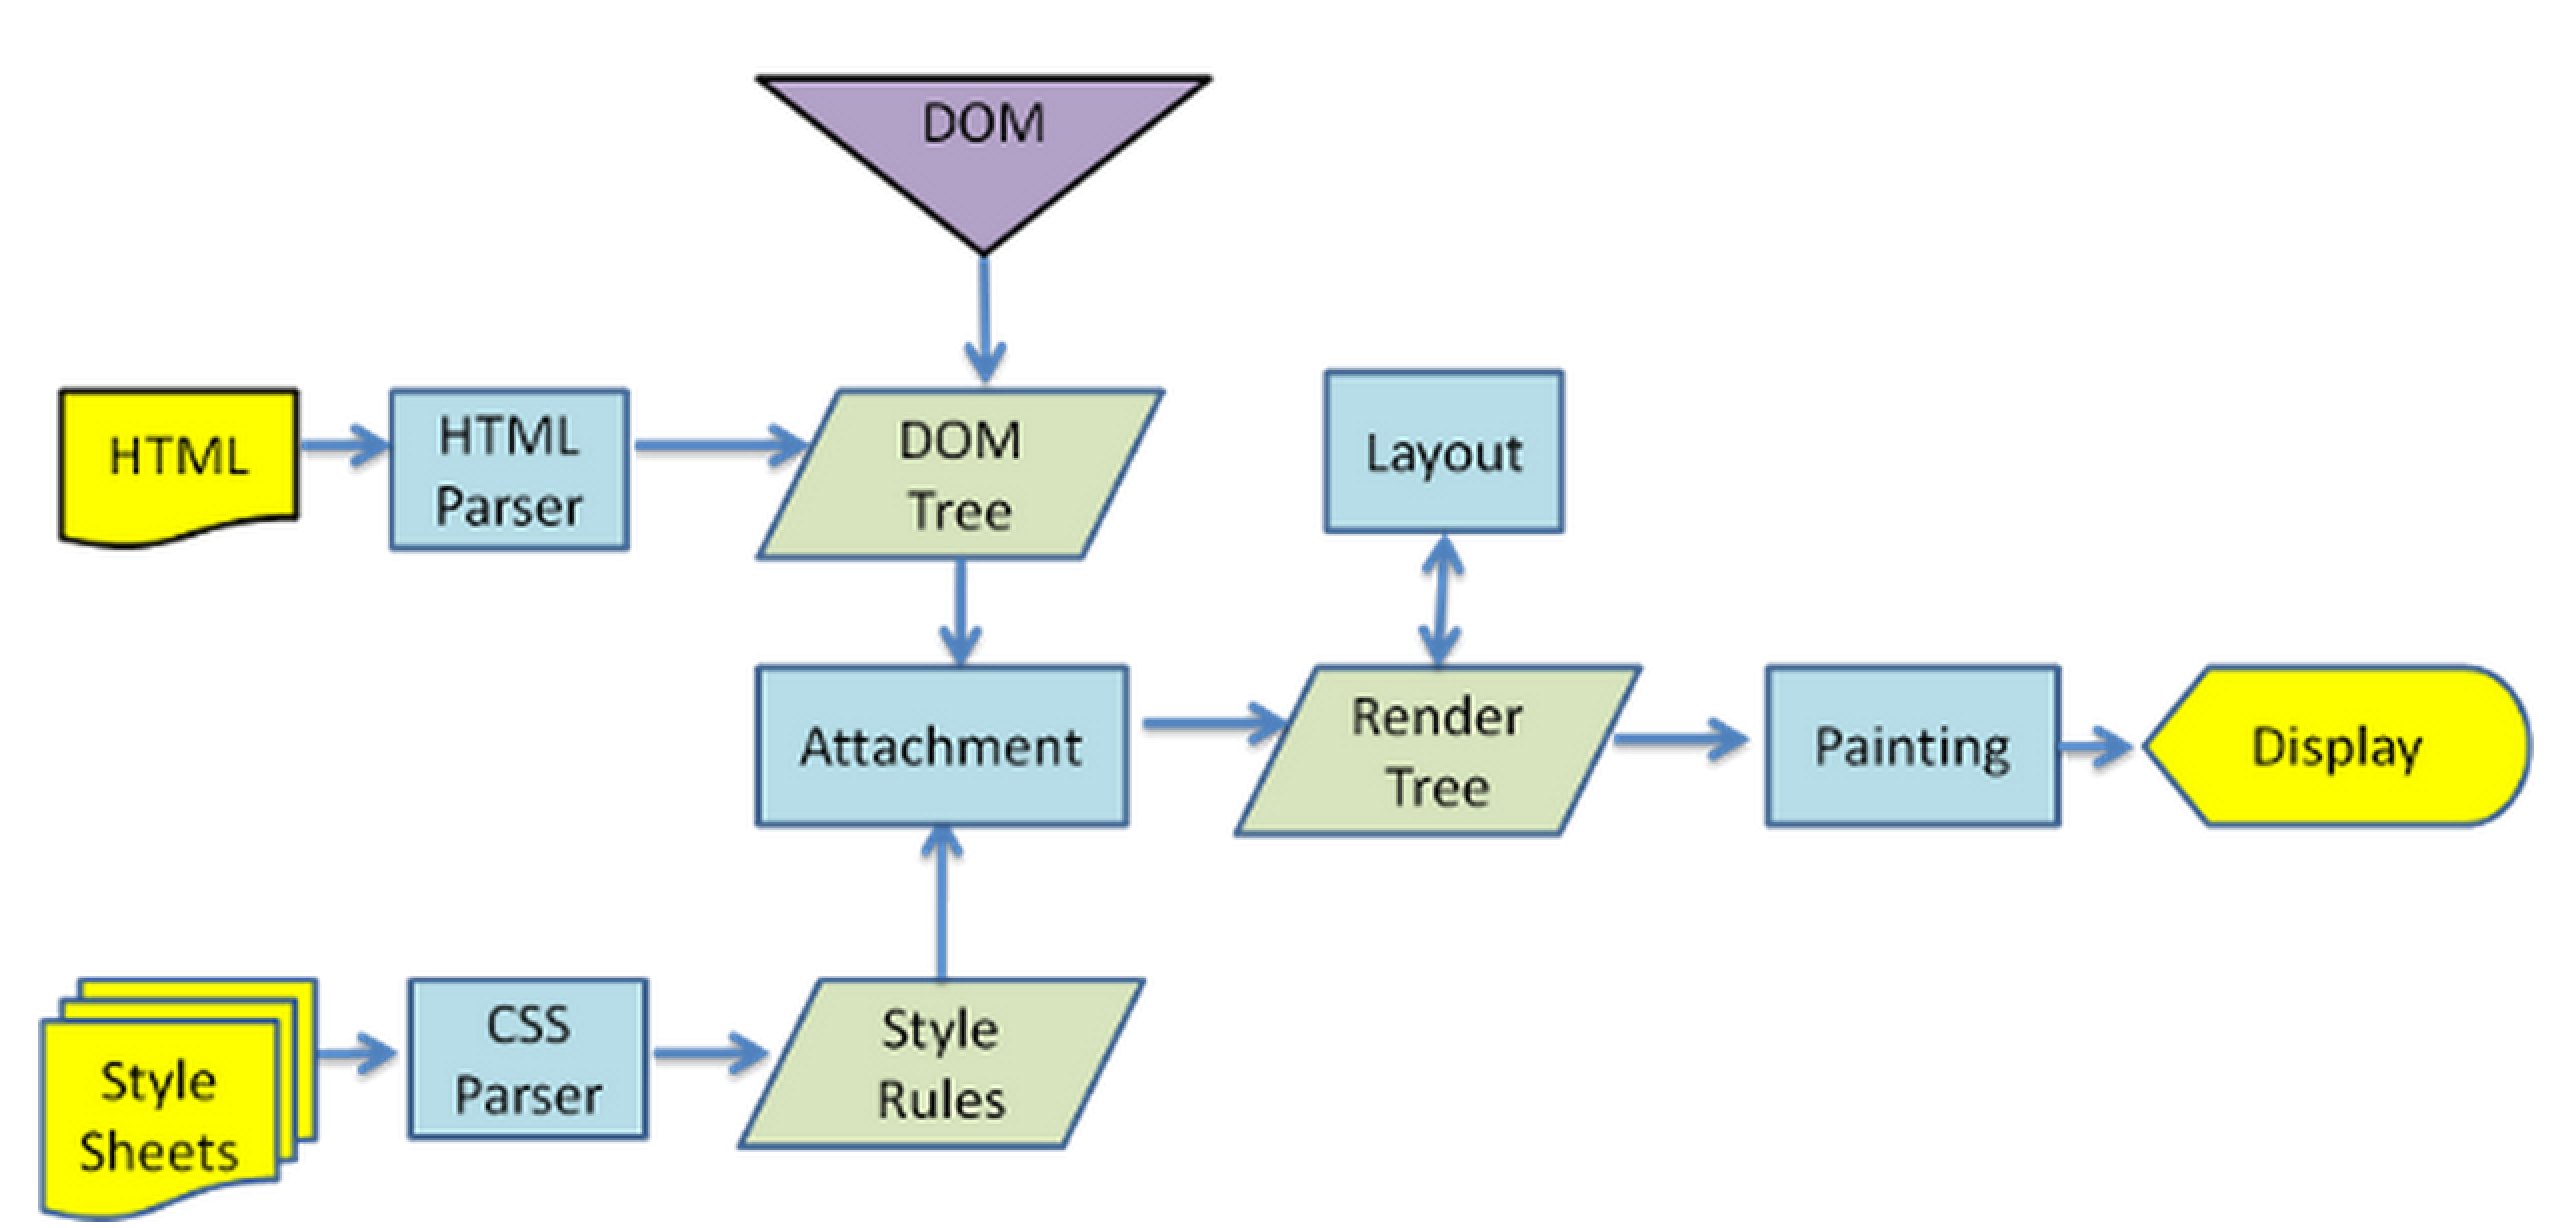 DOM
HTML
HTML
Parser
DOM
Tree
Layout
Attachment
Render
Tree
Painting
Display
Style
Sheets
CSS
Parser
Style
Rules